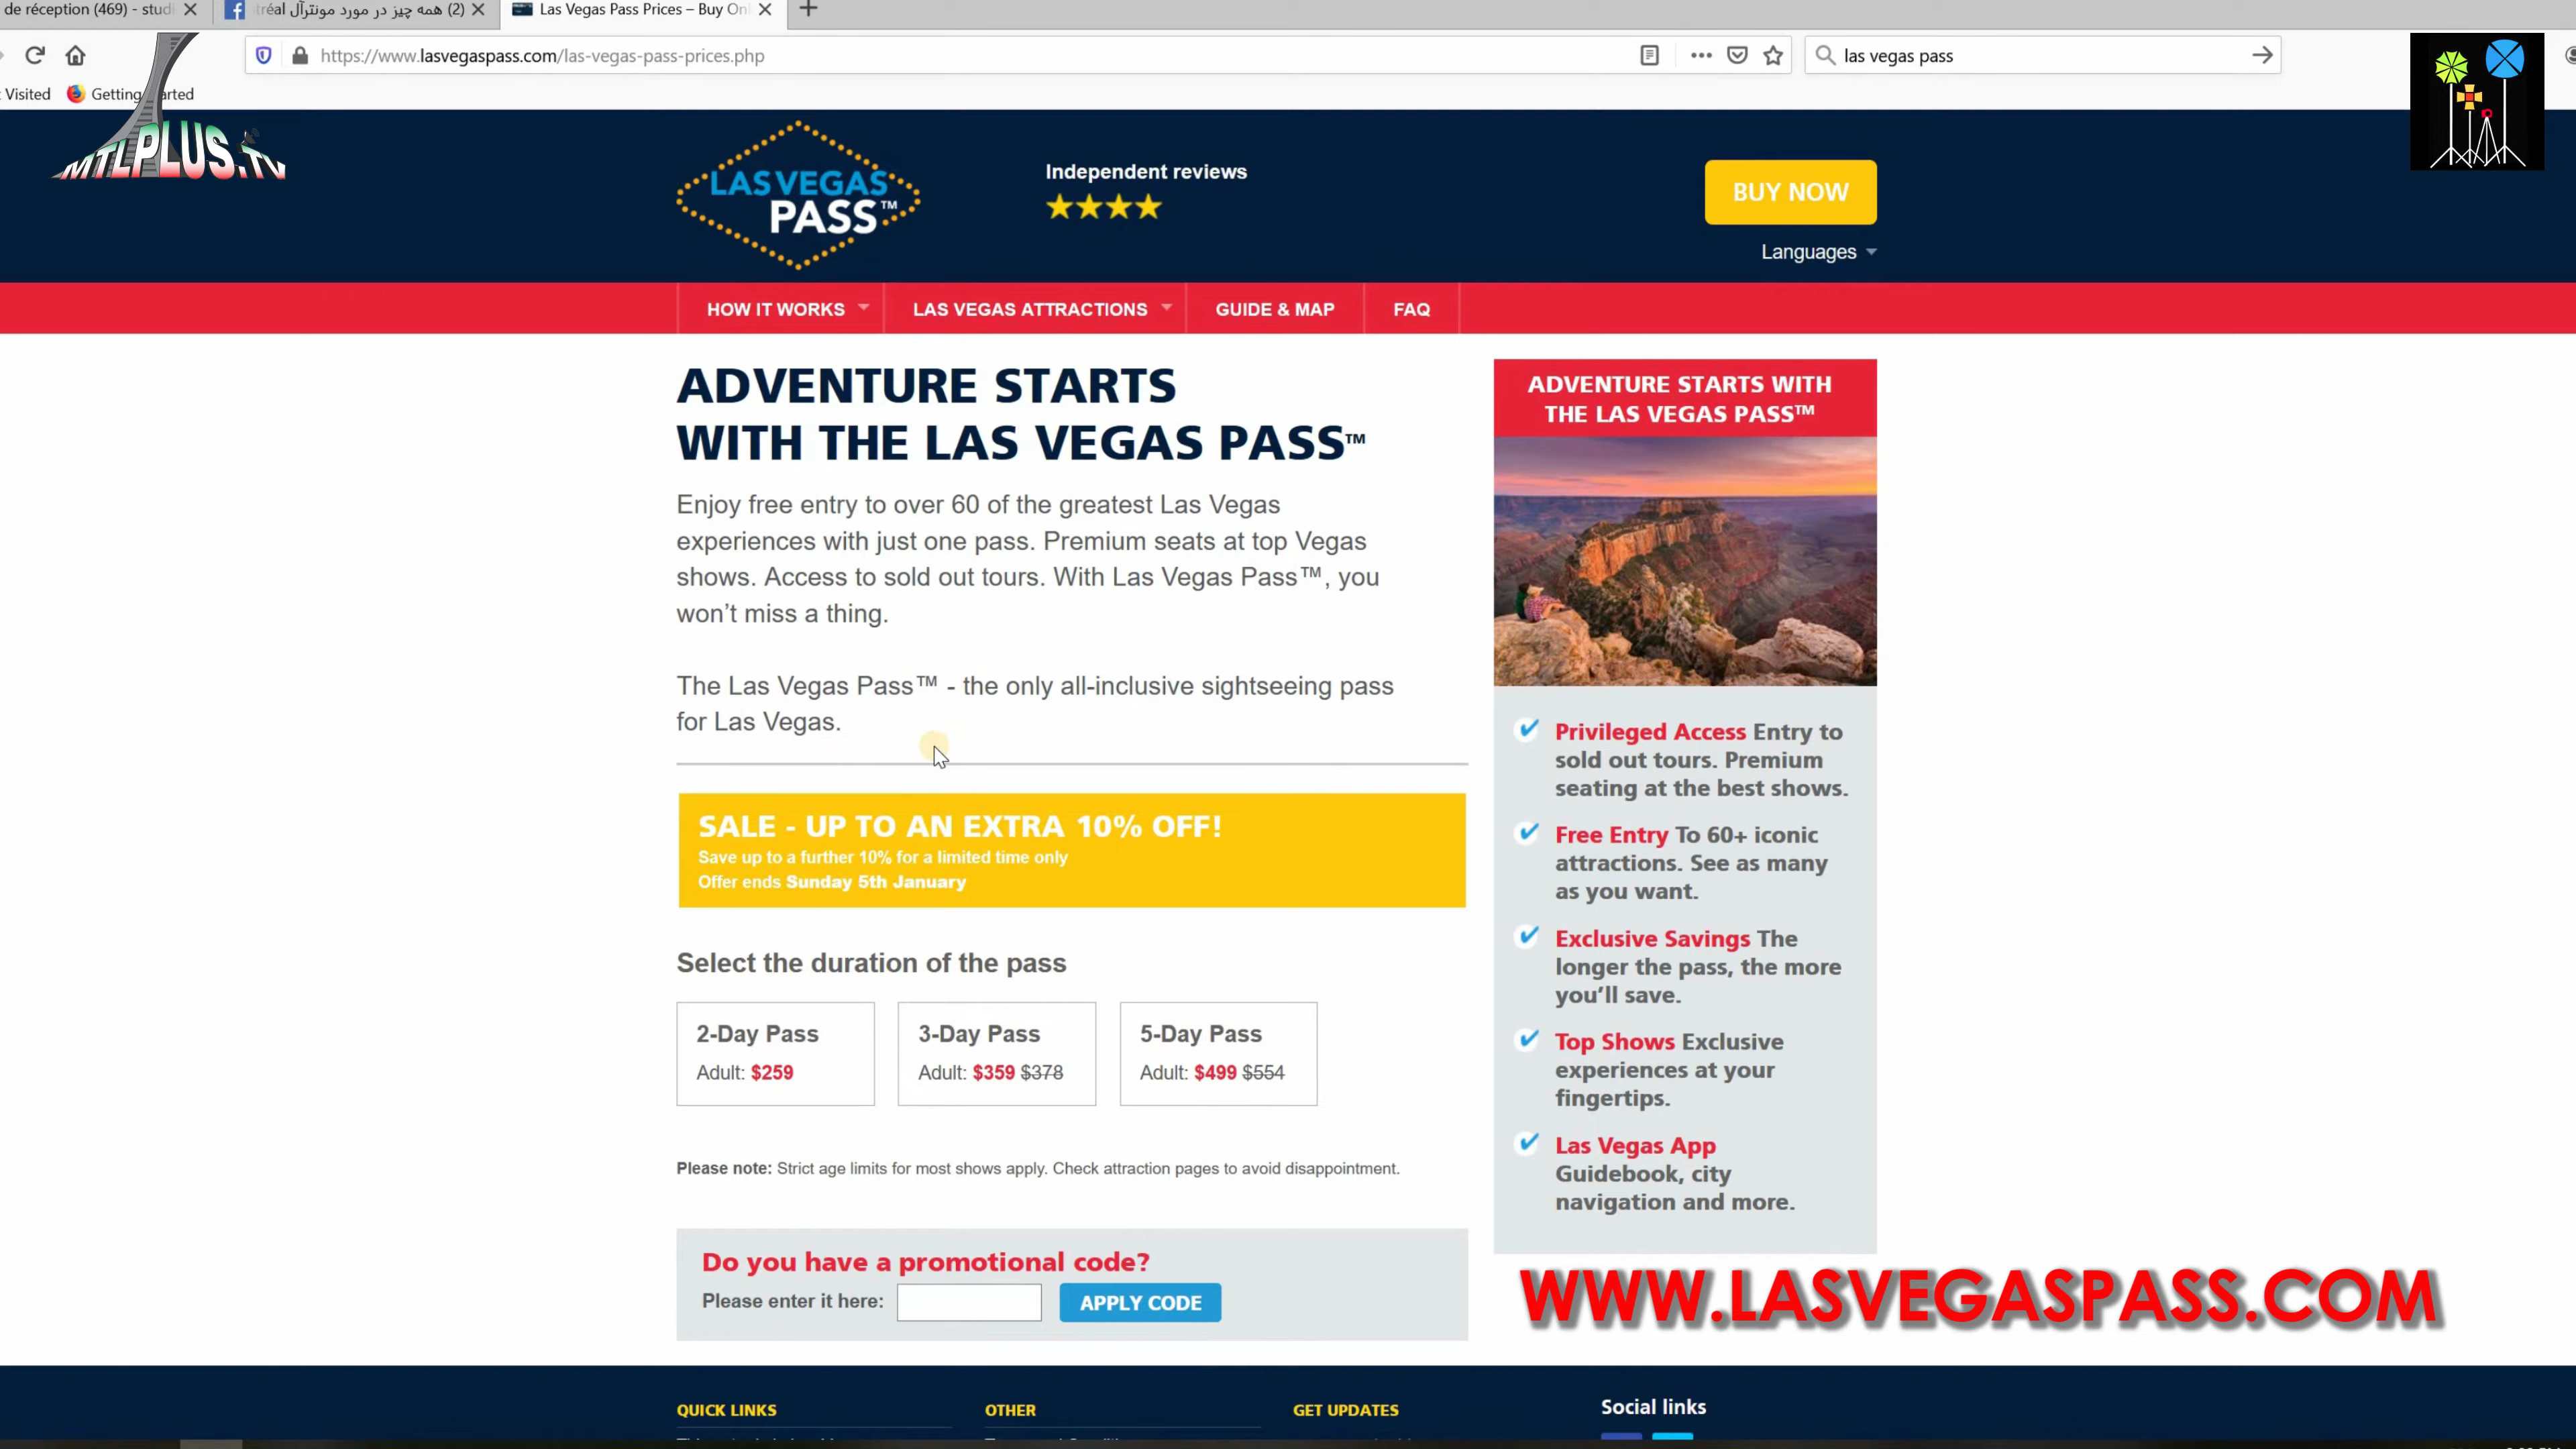 de réception (469) - studi
(2) همه چیز در مورد مونترآل tréal
Las Vegas Pass Prices – Buy Onl
https://www.lasvegaspass.com/las-vegas-pass-prices.php
las vegas pass
Visited
Getting
arted
MTLPLUS.TV
LAS VEGAS
PASS™
Independent reviews
BUY NOW
Languages
HOW IT WORKS
LAS VEGAS ATTRACTIONS
GUIDE & MAP
FAQ
ADVENTURE STARTS
WITH THE LAS VEGAS PASS™
Enjoy free entry to over 60 of the greatest Las Vegas
experiences with just one pass. Premium seats at top Vegas
shows. Access to sold out tours. With Las Vegas Pass™, you
won’t miss a thing.
The Las Vegas Pass™ - the only all-inclusive sightseeing pass
for Las Vegas.
SALE - UP TO AN EXTRA 10% OFF!
Save up to a further 10% for a limited time only
Offer ends Sunday 5th January
Select the duration of the pass
2-Day Pass
Adult: $259
3-Day Pass
Adult: $359 $378
5-Day Pass
Adult: $499 $554
Please note: Strict age limits for most shows apply. Check attraction pages to avoid disappointment.
Do you have a promotional code?
Please enter it here:
APPLY CODE
ADVENTURE STARTS WITH
THE LAS VEGAS PASS™
Privileged Access Entry to
sold out tours. Premium
seating at the best shows.
Free Entry To 60+ iconic
attractions. See as many
as you want.
Exclusive Savings The
longer the pass, the more
you’ll save.
Top Shows Exclusive
experiences at your
fingertips.
Las Vegas App
Guidebook, city
navigation and more.
WWW.LASVEGASPASS.COM
QUICK LINKS
OTHER
GET UPDATES
Social links